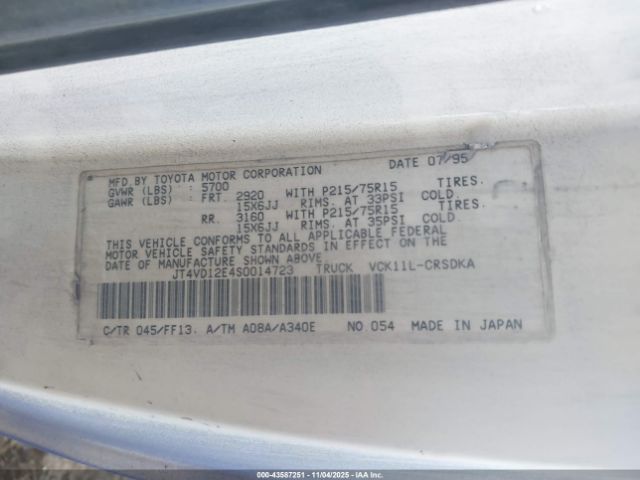 MFD BY TOYOTA MOTOR CORPORATION DATE 07/95
GVWR (LBS) : 5700
GAWR (LBS) : FRT. 2920 WITH P215/75R15 TIRES.
15X6JJ RIMS. AT 33PSI COLD.
RR. 3160 WITH P215/75R15 TIRES.
15X6JJ RIMS. AT 35PSI COLD.
THIS VEHICLE CONFORMS TO ALL APPLICABLE FEDERAL
MOTOR VEHICLE SAFETY STANDARDS IN EFFECT ON THE
DATE OF MANUFACTURE SHOWN ABOVE.
JT4VD12E4S0014723 TRUCK VCK11L-CRSDKA
C/TR 045/FF13. A/TM A08A/A340E NO.054 MADE IN JAPAN
000-43587251 - 11/04/2025 - IAAI.COM